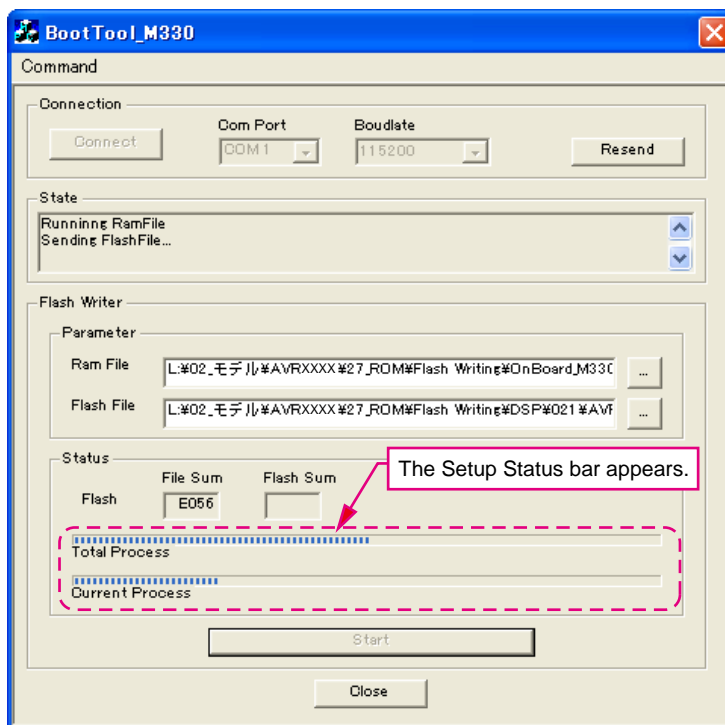 BootTool_M330
Command
Connection
Connect
Com Port
COM1
Boudlate
115200
Resend
State
Runninng RamFile
Sending FlashFile...
Flash Writer
Parameter
Ram File
L:¥02_モデル¥AVRXXXX¥27_ROM¥Flash Writing¥OnBoard_M330
...
Flash File
L:¥02_モデル¥AVRXXXX¥27_ROM¥Flash Writing¥DSP¥021¥AVR
...
Status
The Setup Status bar appears.
File Sum
Flash Sum
Flash
E056
Total Process
Current Process
Start
Close